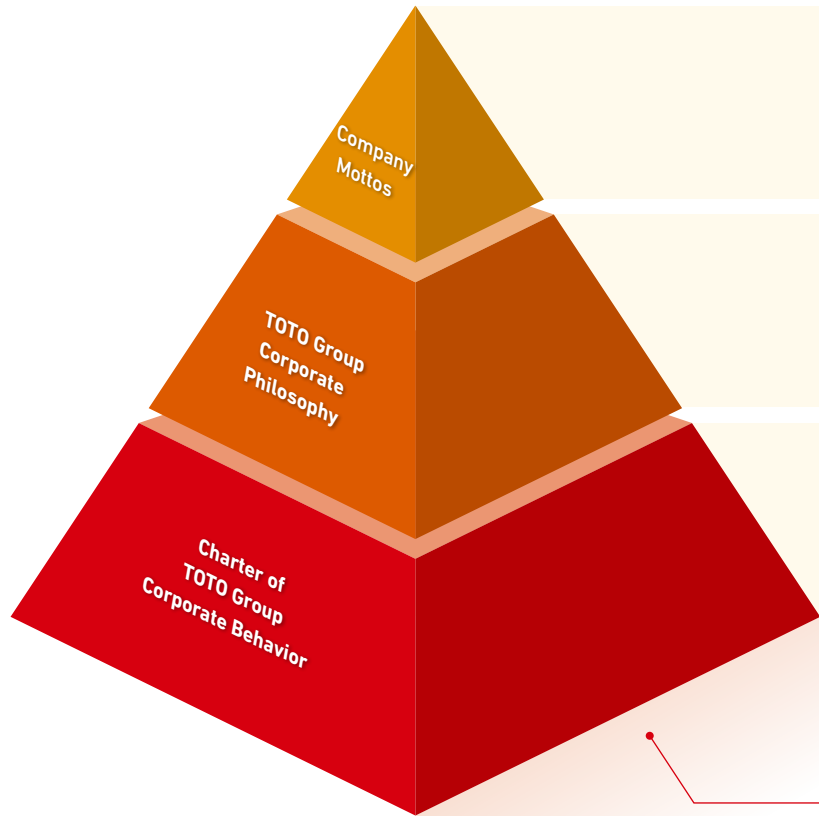 Company
Mottos
TOTO Group
Corporate
Philosophy
Charter of
TOTO Group
Corporate Behavior